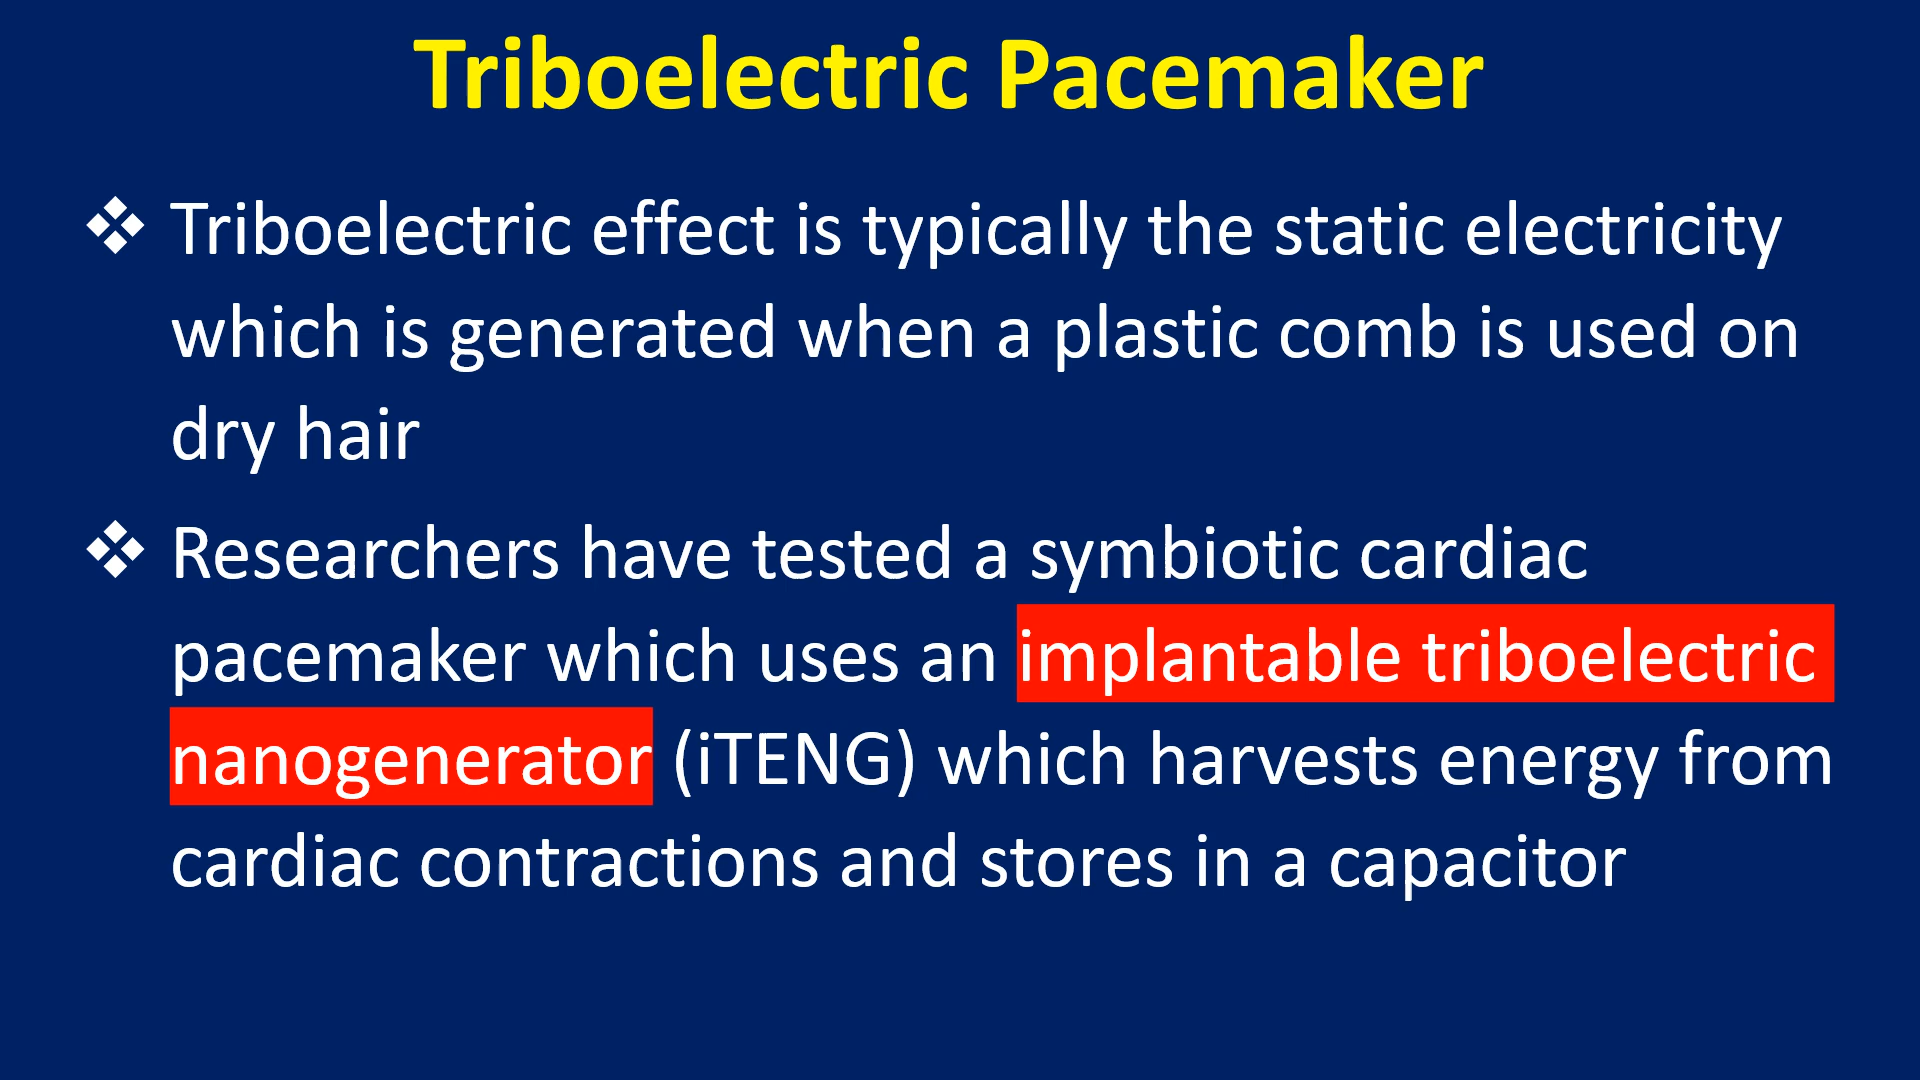 Triboelectric Pacemaker
❖ Triboelectric effect is typically the static electricity
which is generated when a plastic comb is used on
dry hair
❖ Researchers have tested a symbiotic cardiac
pacemaker which uses an implantable triboelectric
nanogenerator (iTENG) which harvests energy from
cardiac contractions and stores in a capacitor